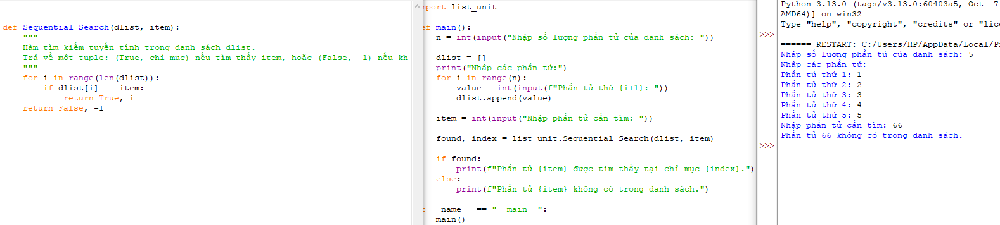 def Sequential_Search(dlist, item):
"""
Hàm tìm kiếm tuyến tính trong danh sách dlist.
Trả về một tuple: (True, chỉ mục) nếu tìm thấy item, hoặc (False, -1) nếu kh
"""
for i in range(len(dlist)):
if dlist[i] == item:
return True, i
return False, -1
mport list_unit
ef main():
n = int(input("Nhập số lượng phần tử của danh sách: "))
dlist = []
print("Nhập các phần tử:")
for i in range(n):
value = int(input(f"Phần tử thứ {i+1}: "))
dlist.append(value)
item = int(input("Nhập phần tử cần tìm: "))
found, index = list_unit.Sequential_Search(dlist, item)
if found:
print(f"Phần tử {item} được tìm thấy tại chỉ mục {index}.")
else:
print(f"Phần tử {item} không có trong danh sách.")
f __name__ == "__main__":
main()
Python 3.13.0 (tags/v3.13.0:60403a5, Oct 7
AMD64)] on win32
Type "help", "copyright", "credits" or "lic
>>>
====== RESTART: C:/Users/HP/AppData/Local/P
Nhập số lượng phần tử của danh sách: 5
Nhập các phần tử:
Phần tử thứ 1: 1
Phần tử thứ 2: 2
Phần tử thứ 3: 3
Phần tử thứ 4: 4
Phần tử thứ 5: 5
Nhập phần tử cần tìm: 66
Phần tử 66 không có trong danh sách.
>>>